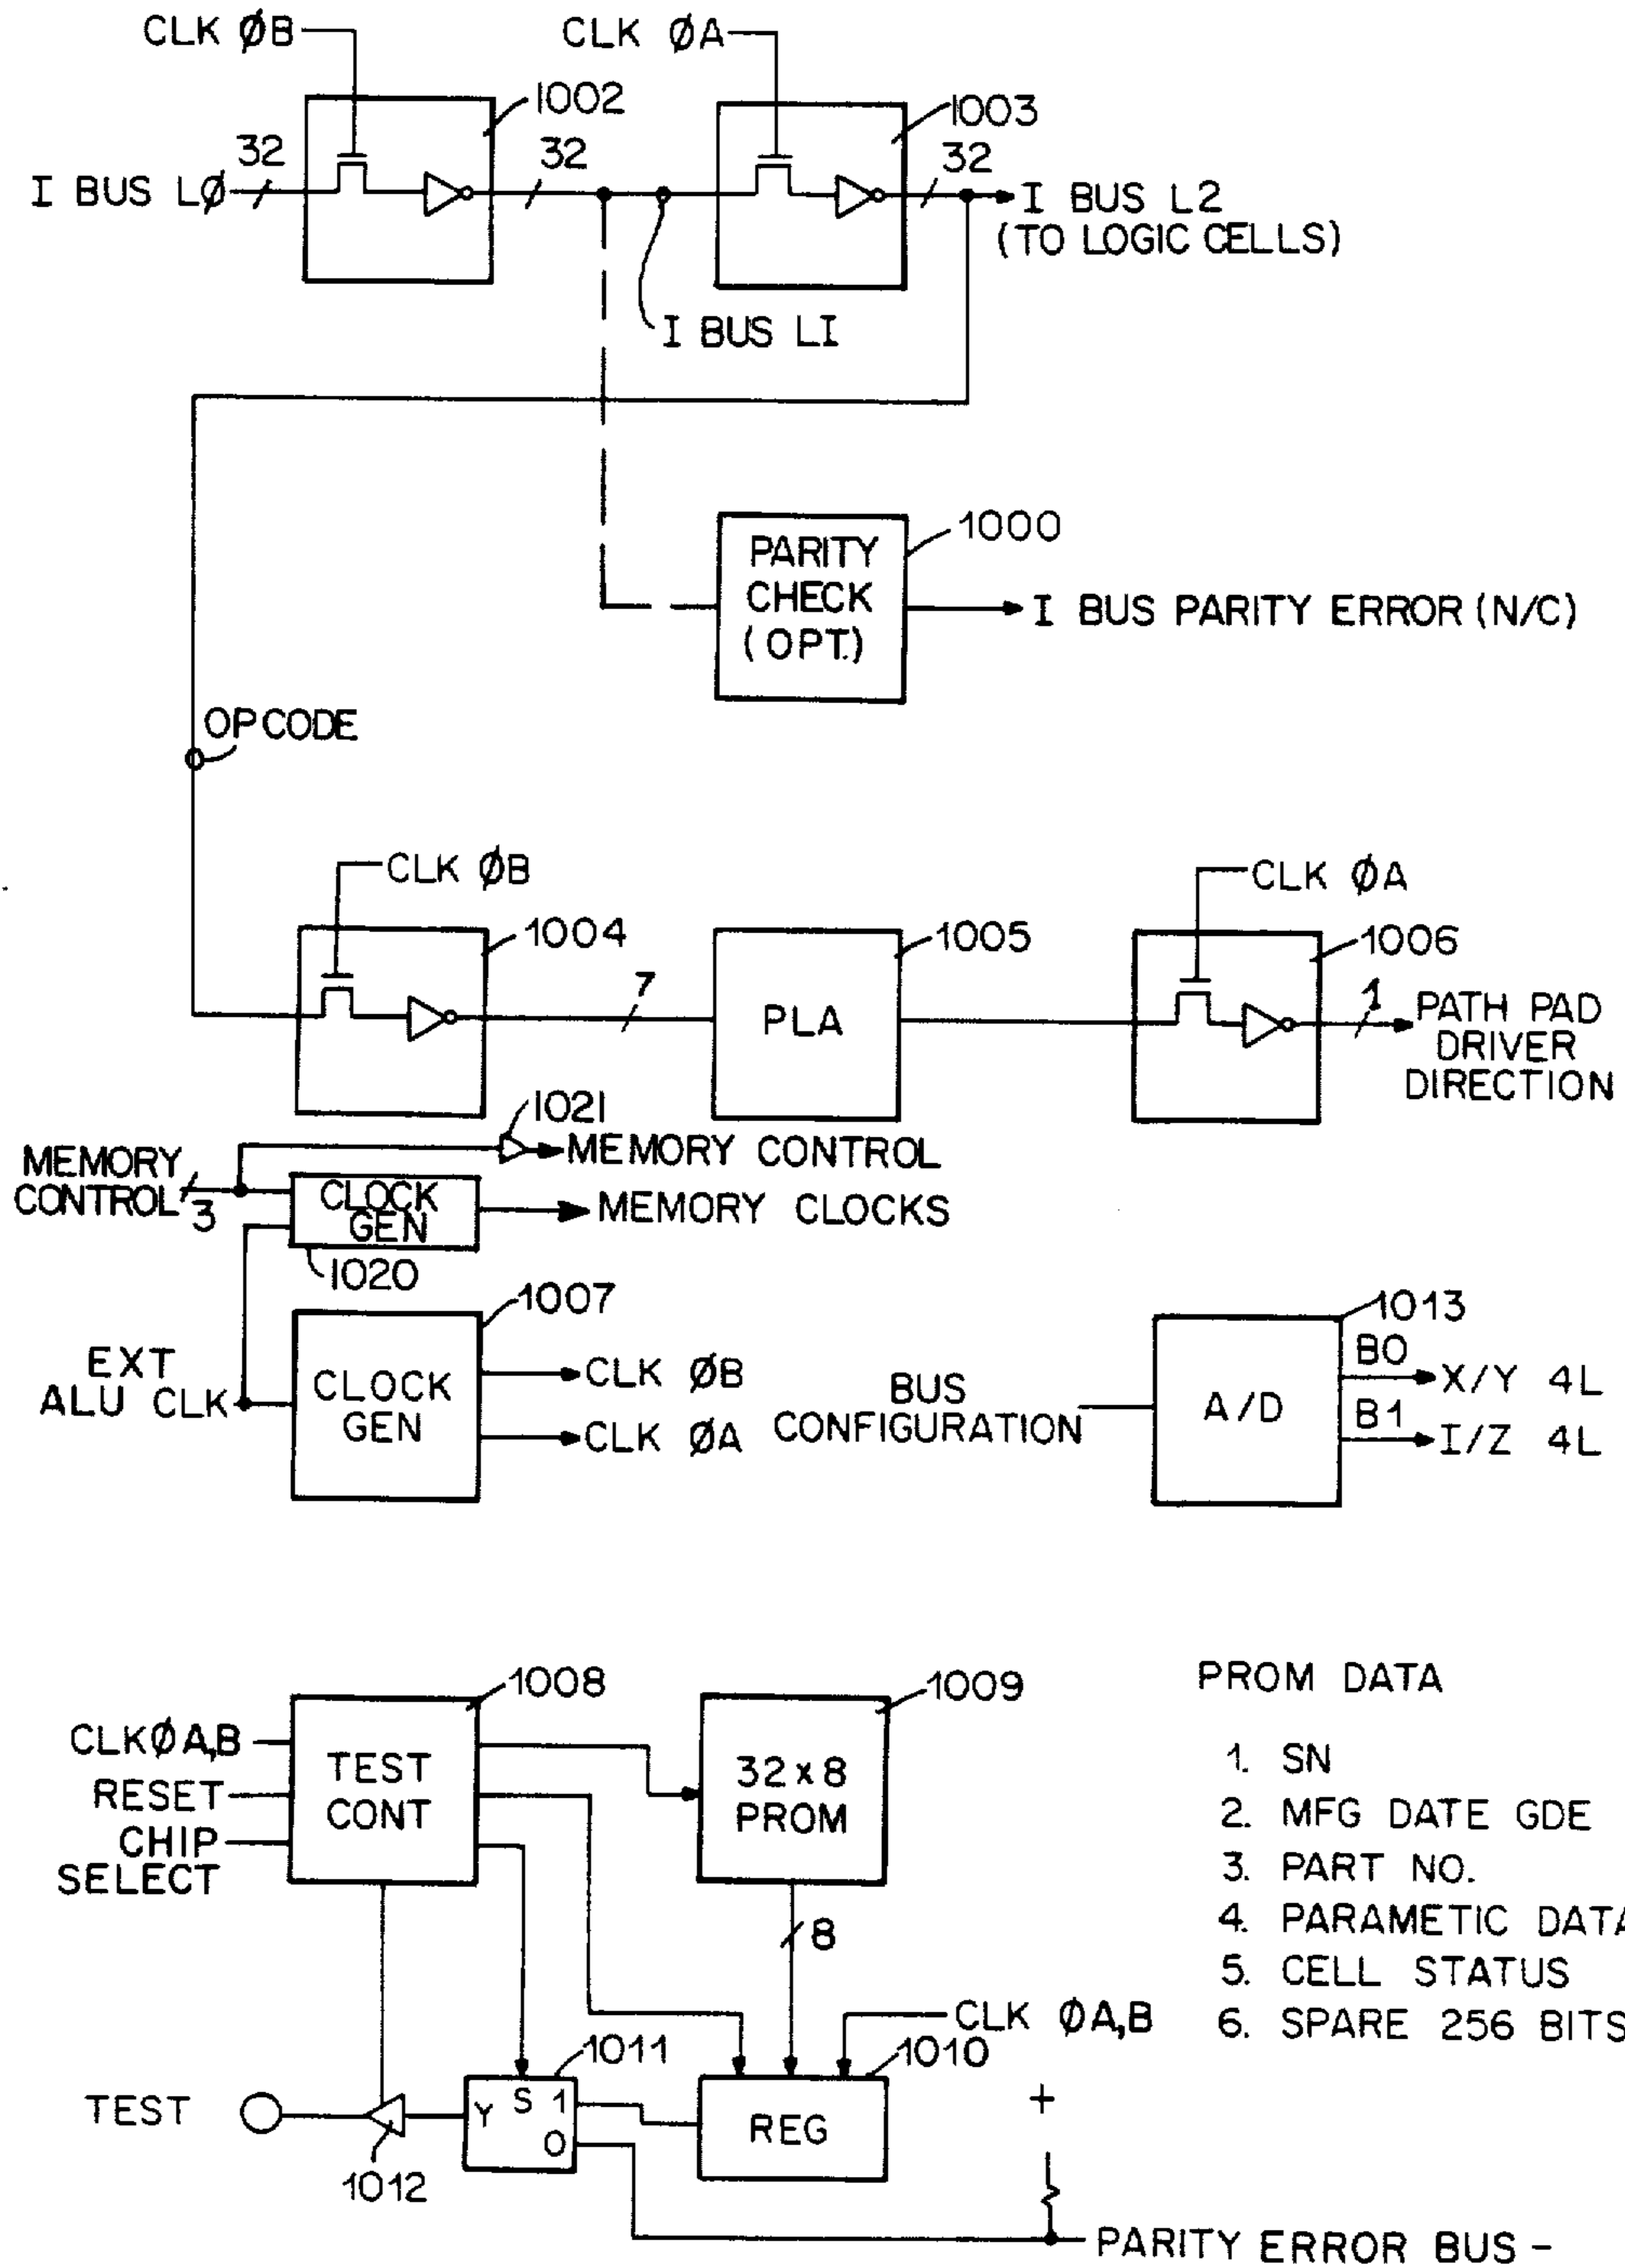 CLK ØB
CLK ØA
1002
1003
32
32
32
I BUS LØ
I BUS L2
(TO LOGIC CELLS)
I BUS LI
1000
PARITY
CHECK
(OPT.)
I BUS PARITY ERROR (N/C)
OPCODE
CLK ØB
CLK ØA
1004
1005
1006
7
PLA
1
PATH PAD
DRIVER
DIRECTION
1021
MEMORY CONTROL
MEMORY
CONTROL
3
CLOCK
GEN
MEMORY CLOCKS
1020
1007
1013
EXT
ALU CLK
CLOCK
GEN
CLK ØB
CLK ØA
BUS
CONFIGURATION
A/D
B0
X/Y 4L
B1
I/Z 4L
1008
1009
PROM DATA
CLKØA,B
RESET
CHIP
SELECT
TEST
CONT
32x8
PROM
1. SN
2. MFG DATE GDE
3. PART NO.
4. PARAMETIC DATA
5. CELL STATUS
6. SPARE 256 BITS
8
CLK ØA,B
1011
1010
TEST
Y S 1
0
REG
+
1012
PARITY ERROR BUS -